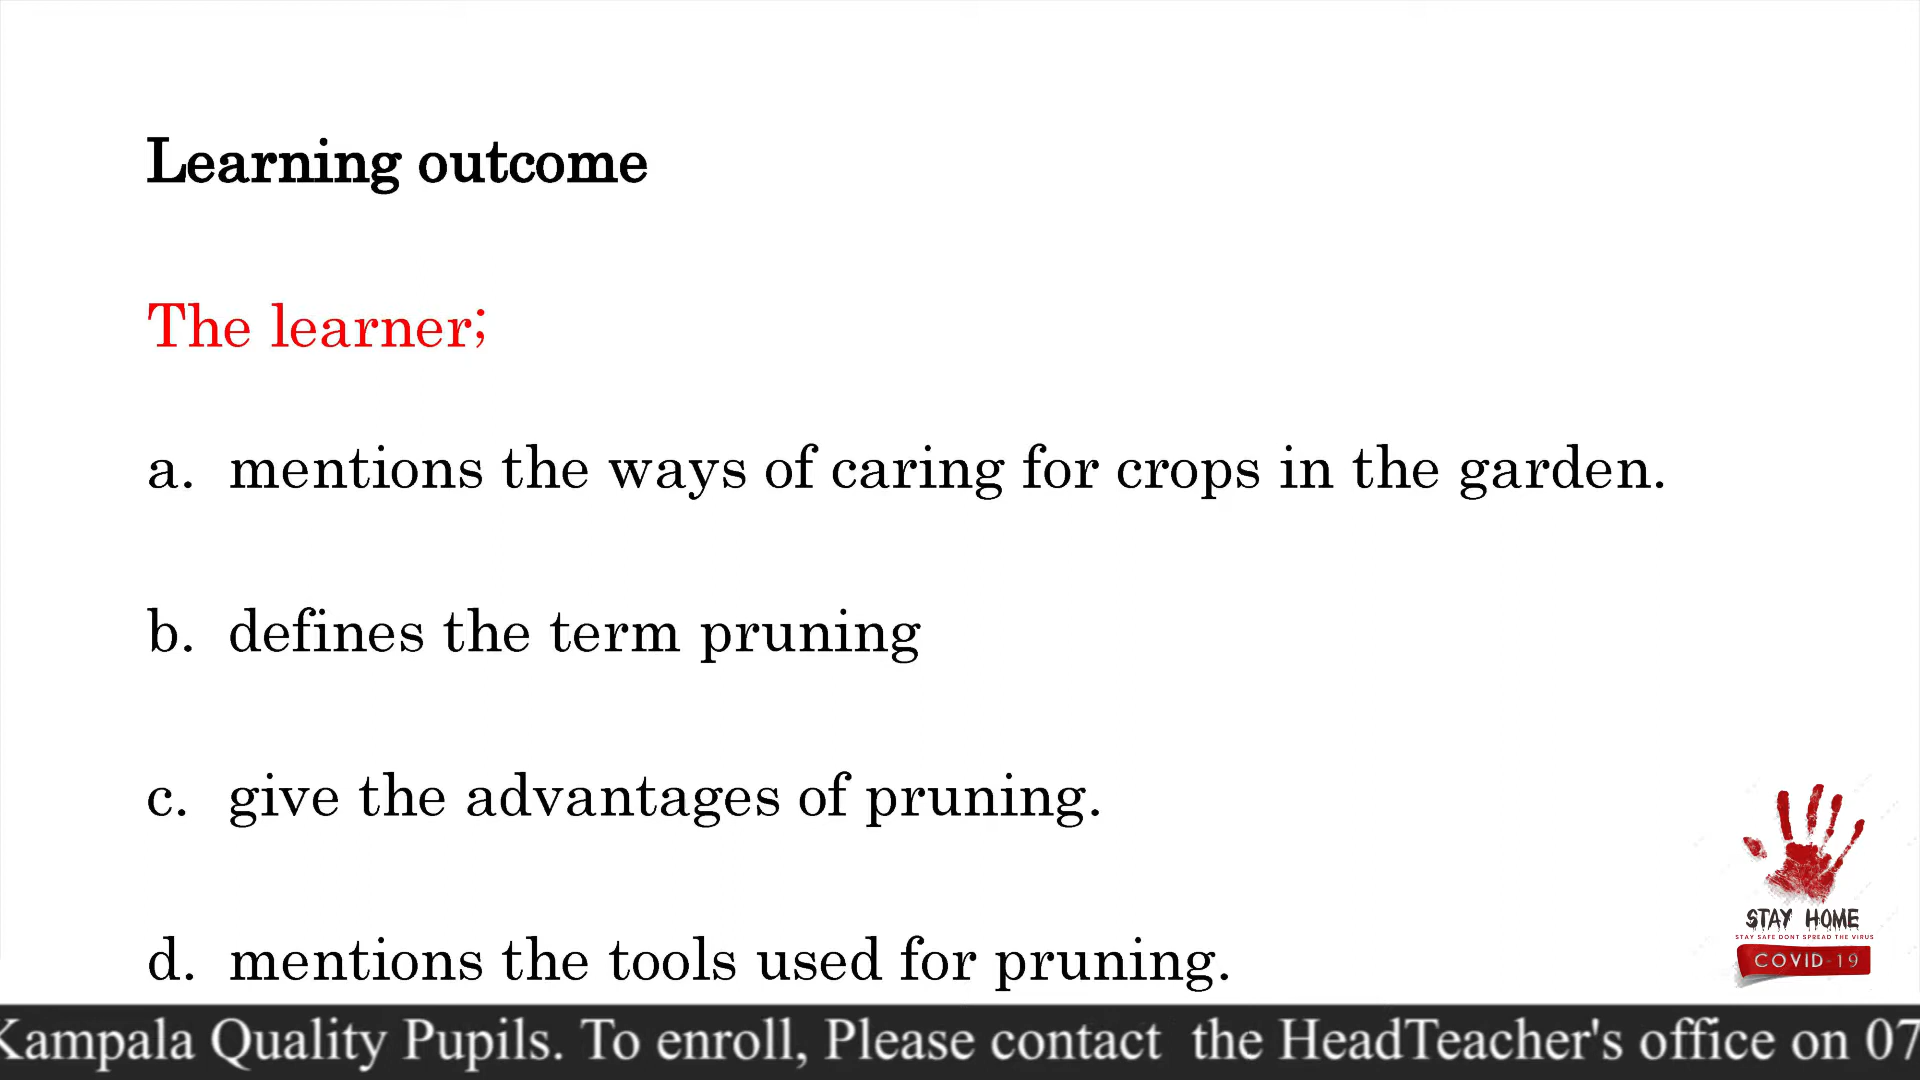 Learning outcome
The learner;
a. mentions the ways of caring for crops in the garden.
b. defines the term pruning
c. give the advantages of pruning.
d. mentions the tools used for pruning.
STAY HOME
STAY SAFE DONT SPREAD THE VIRUS
COVID-19
Kampala Quality Pupils. To enroll, Please contact the HeadTeacher's office on 07